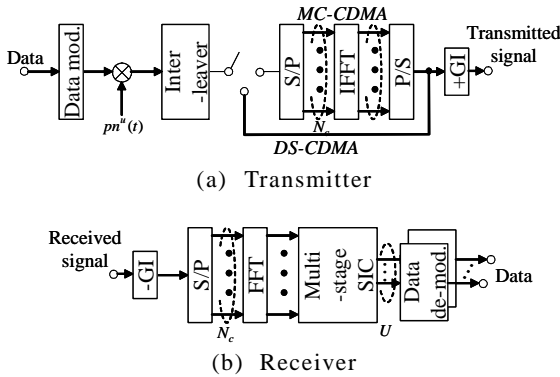 MC-CDMA
Transmitted
signal
Data
Data mod.
pn^u(t)
Inter
-leaver
S/P
N_c
IFFT
P/S
+GI
DS-CDMA
(a) Transmitter
Received
signal
-GI
S/P
N_c
FFT
Multi
-stage
SIC
U
Data
de-mod.
Data
(b) Receiver